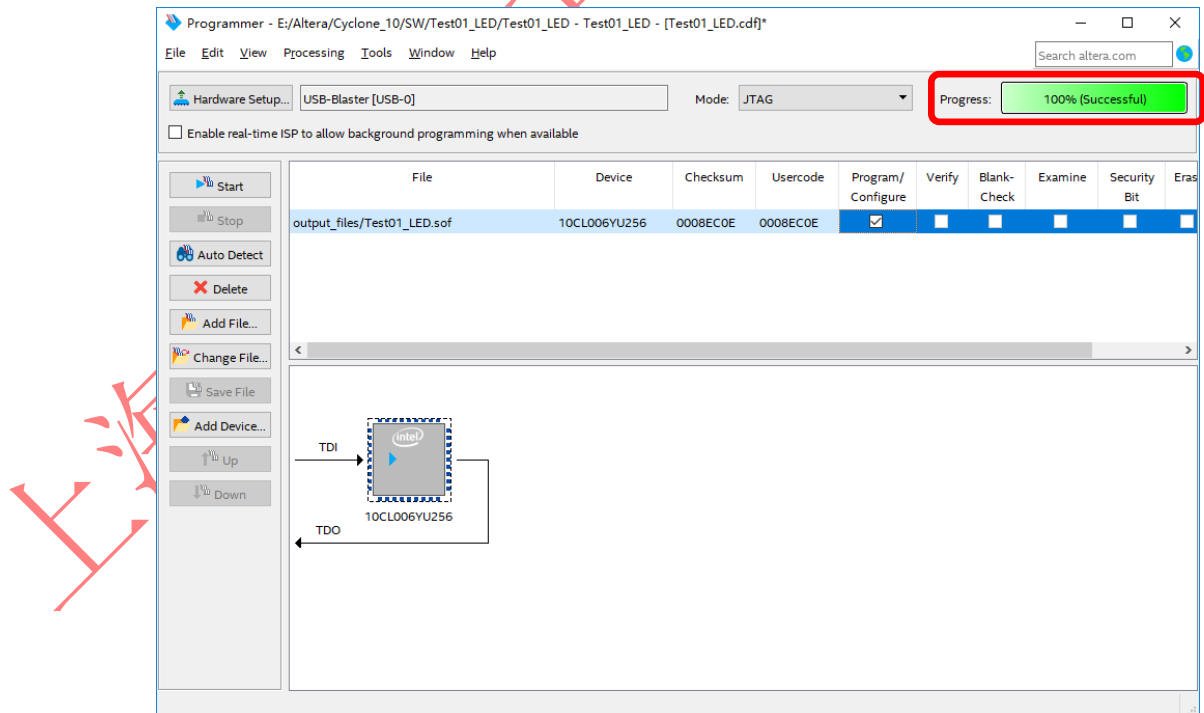 Programmer - E:/Altera/Cyclone_10/SW/Test01_LED/Test01_LED - Test01_LED - [Test01_LED.cdf]*
File Edit View Processing Tools Window Help
Search altera.com
Hardware Setup... USB-Blaster [USB-0] Mode: JTAG Progress: 100% (Successful)
Enable real-time ISP to allow background programming when available
Start
Stop
Auto Detect
Delete
Add File...
Change File...
Save File
Add Device...
Up
Down
File Device Checksum Usercode Program/ Configure Verify Blank- Check Examine Security Bit Eras
output_files/Test01_LED.sof 10CL006YU256 0008EC0E 0008EC0E
TDI
intel
10CL006YU256
TDO
上海